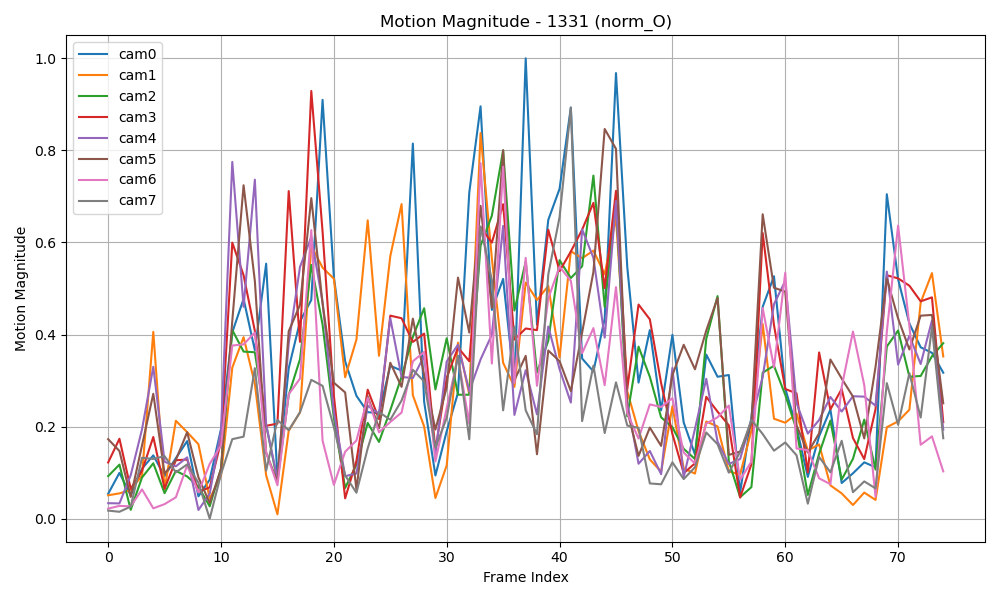 Motion Magnitude - 1331 (norm_O)
cam0
cam1
cam2
cam3
cam4
cam5
cam6
cam7
Motion Magnitude
1.0
0.8
0.6
0.4
0.2
0.0
0 10 20 30 40 50 60 70
Frame Index